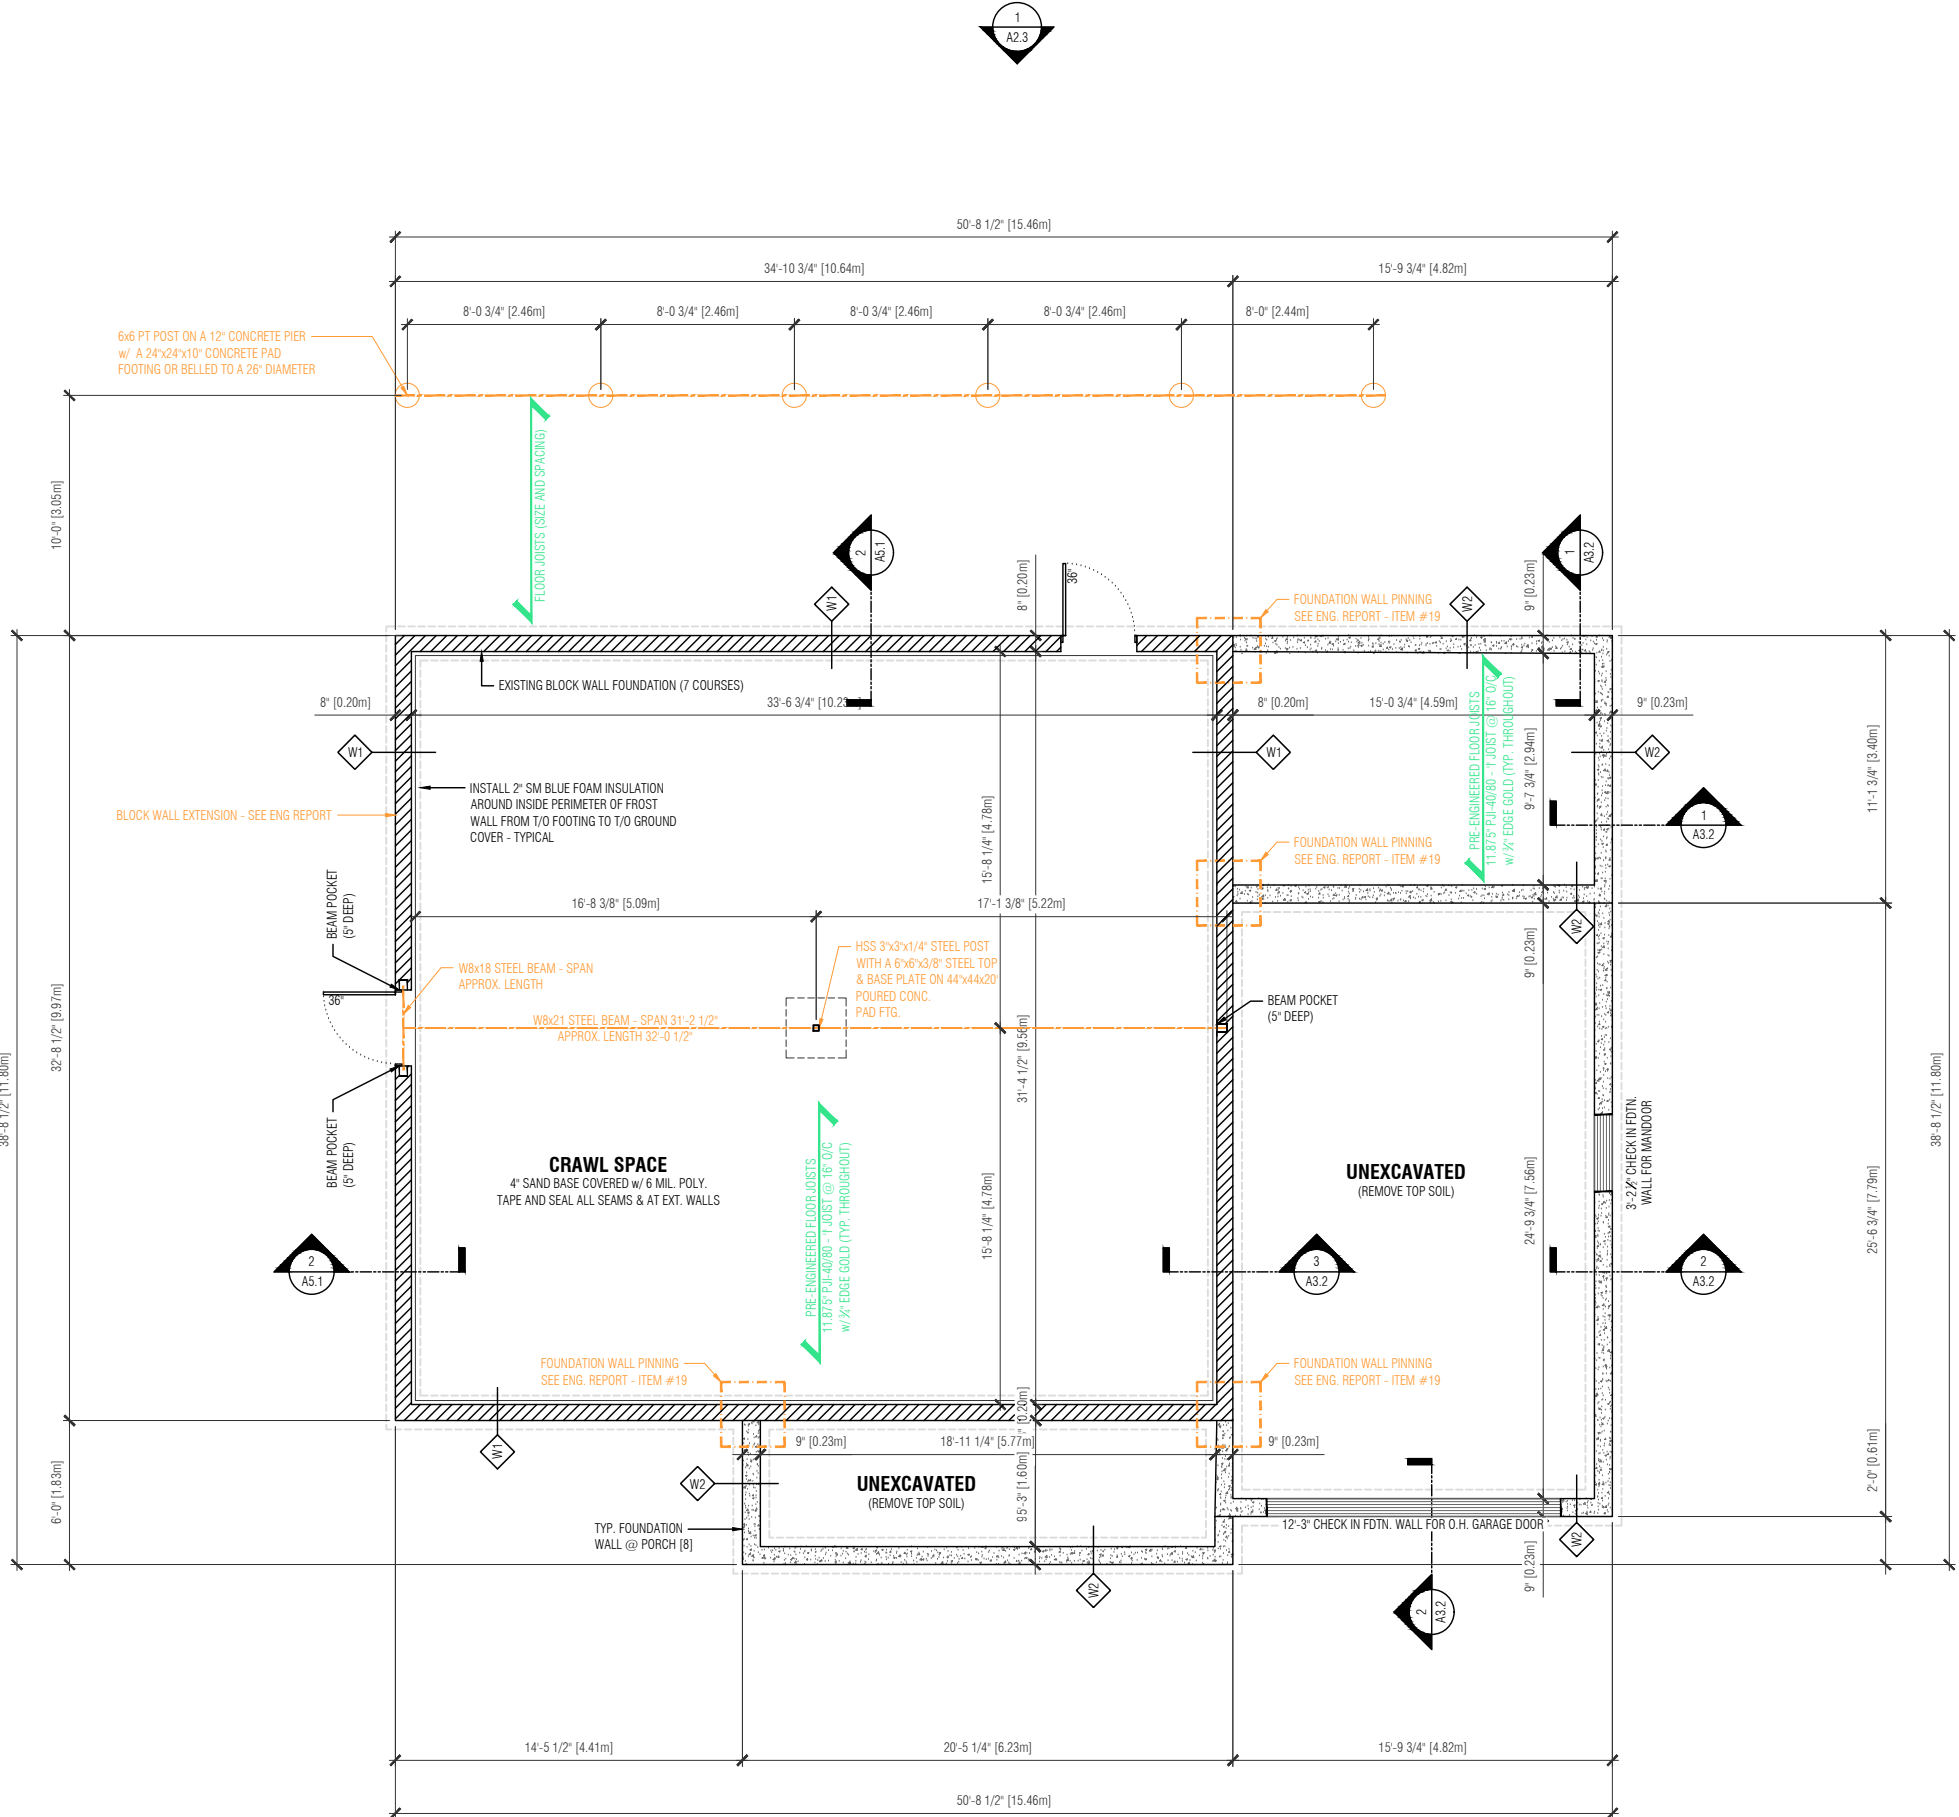 1
A2.3
50'-8 1/2" [15.46m]
34'-10 3/4" [10.64m]
15'-9 3/4" [4.82m]
8'-0 3/4" [2.46m]
8'-0 3/4" [2.46m]
8'-0 3/4" [2.46m]
8'-0 3/4" [2.46m]
8'-0" [2.44m]
6x6 PT POST ON A 12" CONCRETE PIER
w/ A 24"x24"x10" CONCRETE PAD
FOOTING OR BELLED TO A 26" DIAMETER
10'-0" [3.05m]
FLOOR JOISTS (SIZE AND SPACING)
2
A5.1
1
A3.2
W1
8" [0.20m]
36"
FOUNDATION WALL PINNING
SEE ENG. REPORT - ITEM #19
W2
9" [0.23m]
EXISTING BLOCK WALL FOUNDATION (7 COURSES)
8" [0.20m]
33'-6 3/4"
8" [0.20m]
15'-0 3/4" [4.59m]
9" [0.23m]
W1
W1
W2
PRE-ENGINEERED FLOOR JOISTS
11.875" PJI-40/80 - 'I' JOIST @ 16" O/C
w/ ¾" EDGE GOLD (TYP. THROUGHOUT)
9'-7 3/4" [2.94m]
11'-1 3/4" [3.40m]
INSTALL 2" SM BLUE FOAM INSULATION
AROUND INSIDE PERIMETER OF FROST
WALL FROM T/O FOOTING TO T/O GROUND
COVER - TYPICAL
BLOCK WALL EXTENSION - SEE ENG REPORT
15'-8 1/4" [4.78m]
1
A3.2
FOUNDATION WALL PINNING
SEE ENG. REPORT - ITEM #19
BEAM POCKET
(5" DEEP)
16'-8 3/8" [5.09m]
17'-1 3/8" [5.22m]
W2
9" [0.23m]
W8x18 STEEL BEAM - SPAN
APPROX. LENGTH
HSS 3"x3"x1/4" STEEL POST
WITH A 6"x6"x3/8" STEEL TOP
& BASE PLATE ON 44"x44x20"
POURED CONC.
PAD FTG.
36"
W8x21 STEEL BEAM - SPAN 31'-2 1/2"
APPROX. LENGTH 32'-0 1/2"
BEAM POCKET
(5" DEEP)
32'-8 1/2" [9.97m]
38'-8 1/2" [11.80m]
31'-4 1/2" [9.56m]
38'-8 1/2" [11.80m]
BEAM POCKET
(5" DEEP)
CRAWL SPACE
4" SAND BASE COVERED w/ 6 MIL. POLY.
TAPE AND SEAL ALL SEAMS & AT EXT. WALLS
PRE-ENGINEERED FLOOR JOISTS
11.875" PJI-40/80 - 'I' JOIST @ 16" O/C
w/ ¾" EDGE GOLD (TYP. THROUGHOUT)
15'-8 1/4" [4.78m]
UNEXCAVATED
(REMOVE TOP SOIL)
24'-9 3/4" [7.56m]
3'-2½" CHECK IN FDTN.
WALL FOR MANDOOR
25'-6 3/4" [7.79m]
2
A5.1
3
A3.2
2
A3.2
FOUNDATION WALL PINNING
SEE ENG. REPORT - ITEM #19
FOUNDATION WALL PINNING
SEE ENG. REPORT - ITEM #19
[0.20m]
W1
9" [0.23m]
18'-11 1/4" [5.77m]
9" [0.23m]
W2
UNEXCAVATED
(REMOVE TOP SOIL)
5'-3" [1.60m]
6'-0" [1.83m]
2'-0" [0.61m]
TYP. FOUNDATION
WALL @ PORCH [8]
12'-3" CHECK IN FDTN. WALL FOR O.H. GARAGE DOOR
W2
W2
9" [0.23m]
2
A3.2
14'-5 1/2" [4.41m]
20'-5 1/4" [6.23m]
15'-9 3/4" [4.82m]
50'-8 1/2" [15.46m]